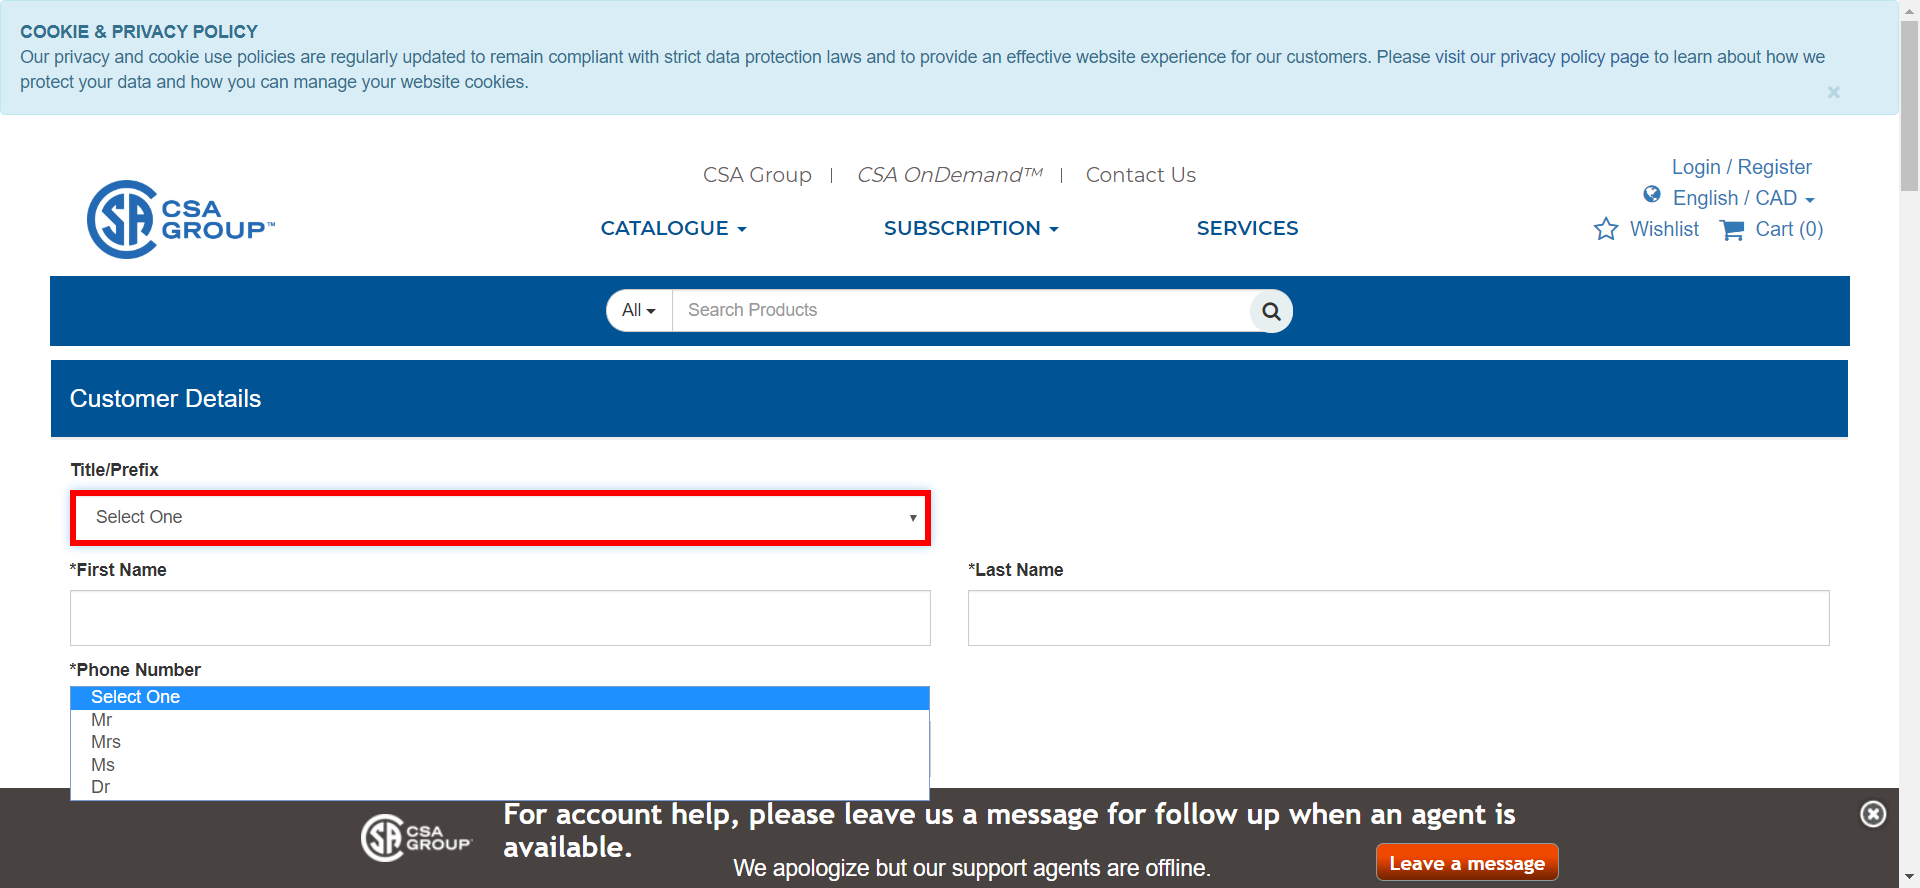 COOKIE & PRIVACY POLICY
Our privacy and cookie use policies are regularly updated to remain compliant with strict data protection laws and to provide an effective website experience for our customers. Please visit our privacy policy page to learn about how we
protect your data and how you can manage your website cookies.
×
CSA Group | CSA OnDemand™ | Contact Us
Login / Register
English / CAD
CSA
GROUP™
CATALOGUE
SUBSCRIPTION
SERVICES
Wishlist
Cart (0)
All
Search Products
Customer Details
Title/Prefix
Select One
*First Name
*Last Name
*Phone Number
Select One
Mr
Mrs
Ms
Dr
CSA
GROUP
For account help, please leave us a message for follow up when an agent is
available.
We apologize but our support agents are offline.
Leave a message